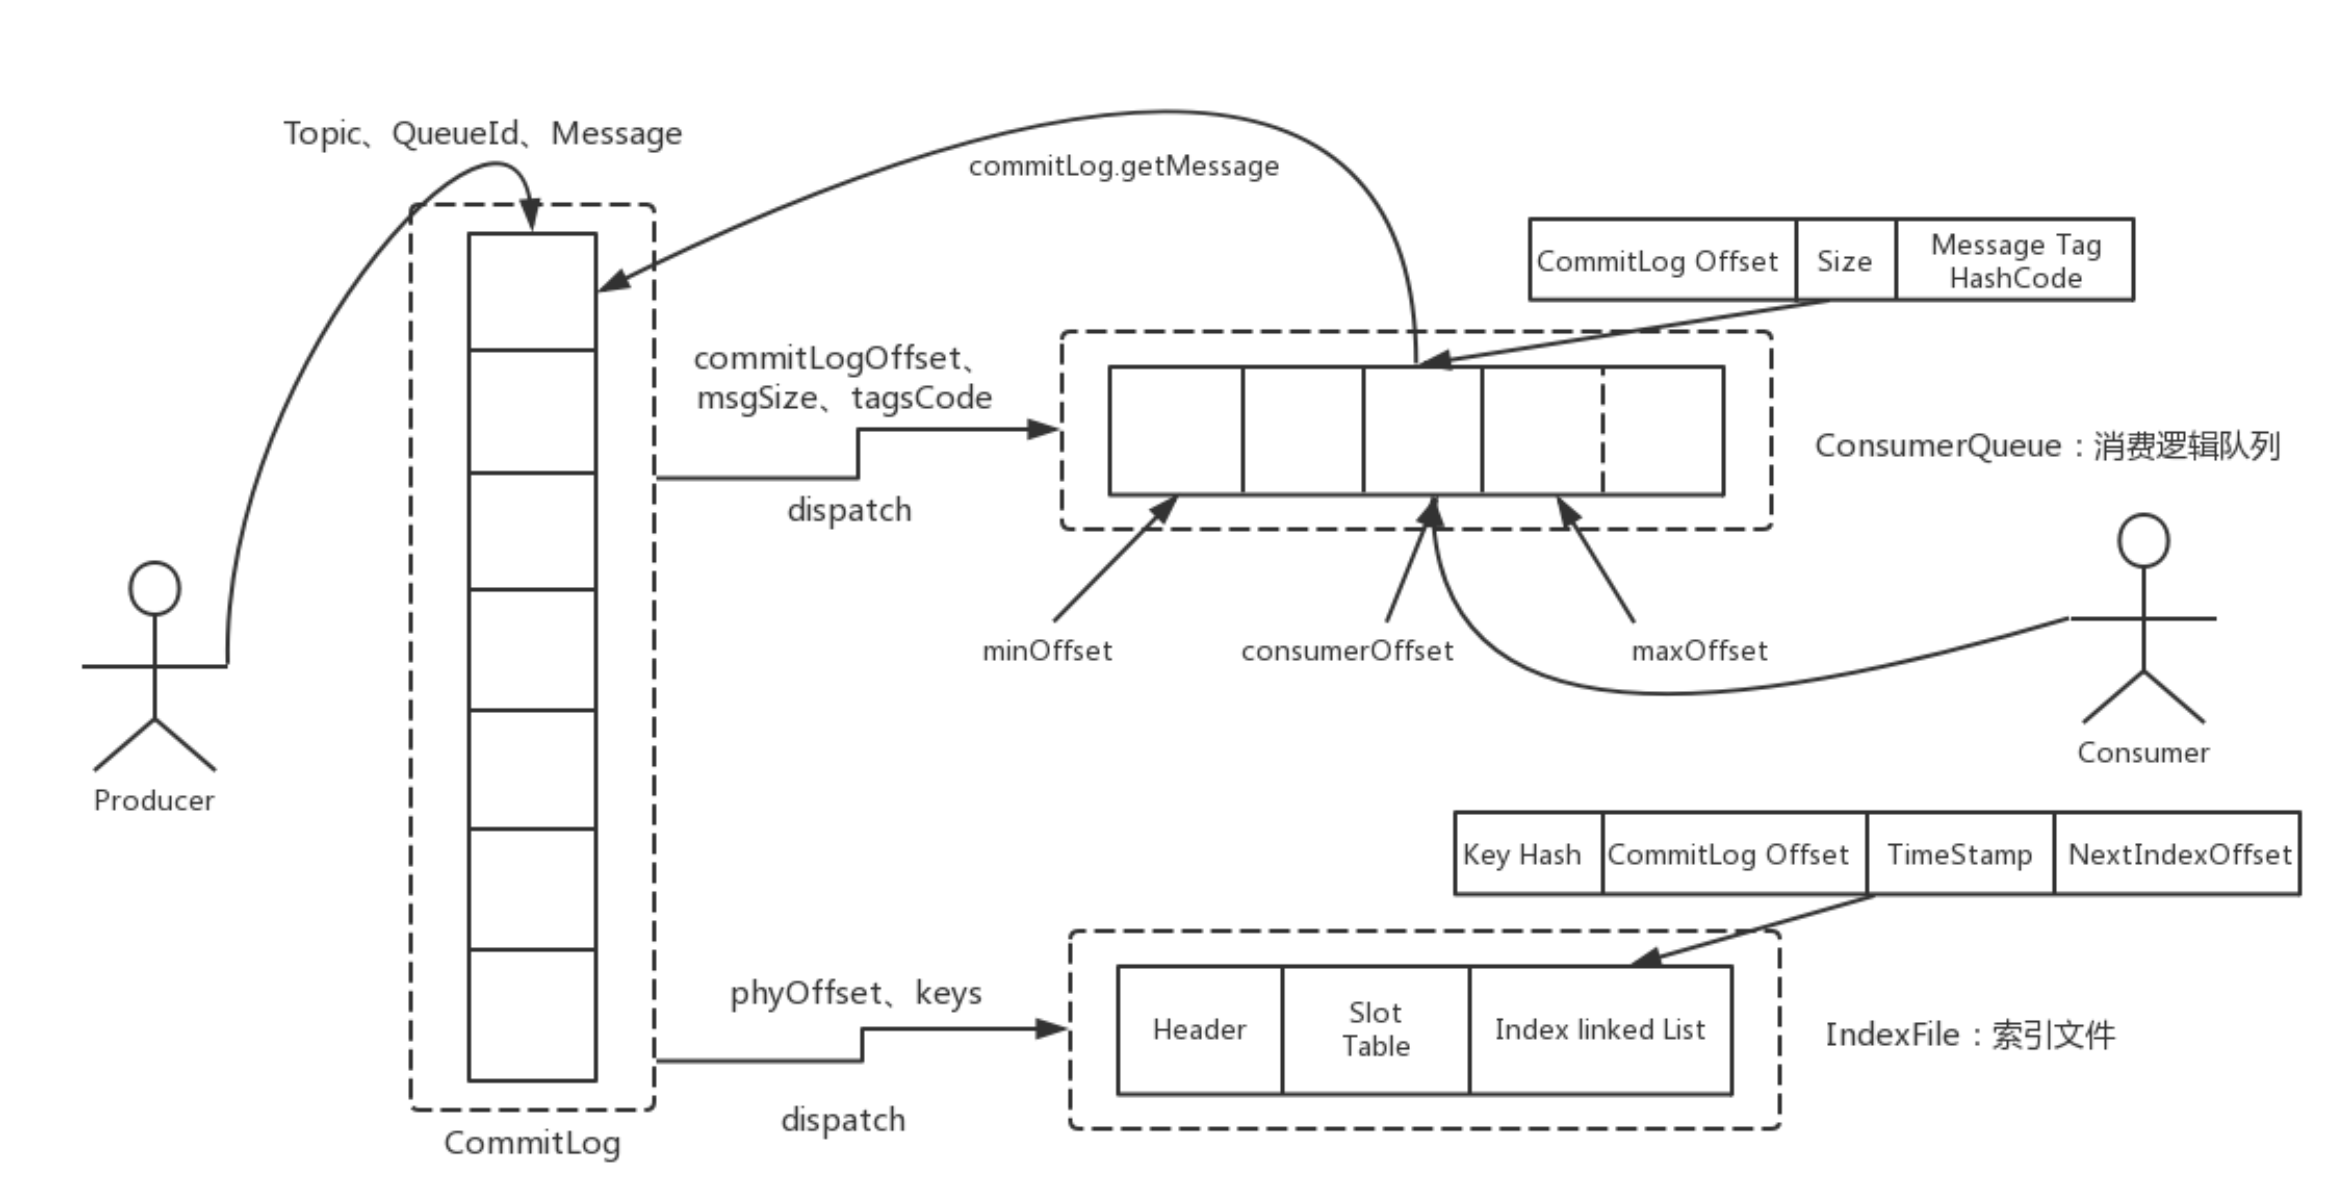 Topic、QueueId、Message
commitLog.getMessage
CommitLog Offset
Size
Message Tag
HashCode
commitLogOffset、
msgSize、tagsCode
dispatch
ConsumerQueue：消费逻辑队列
minOffset
consumerOffset
maxOffset
Producer
Consumer
Key Hash
CommitLog Offset
TimeStamp
NextIndexOffset
phyOffset、keys
dispatch
Header
Slot
Table
Index linked List
IndexFile：索引文件
CommitLog